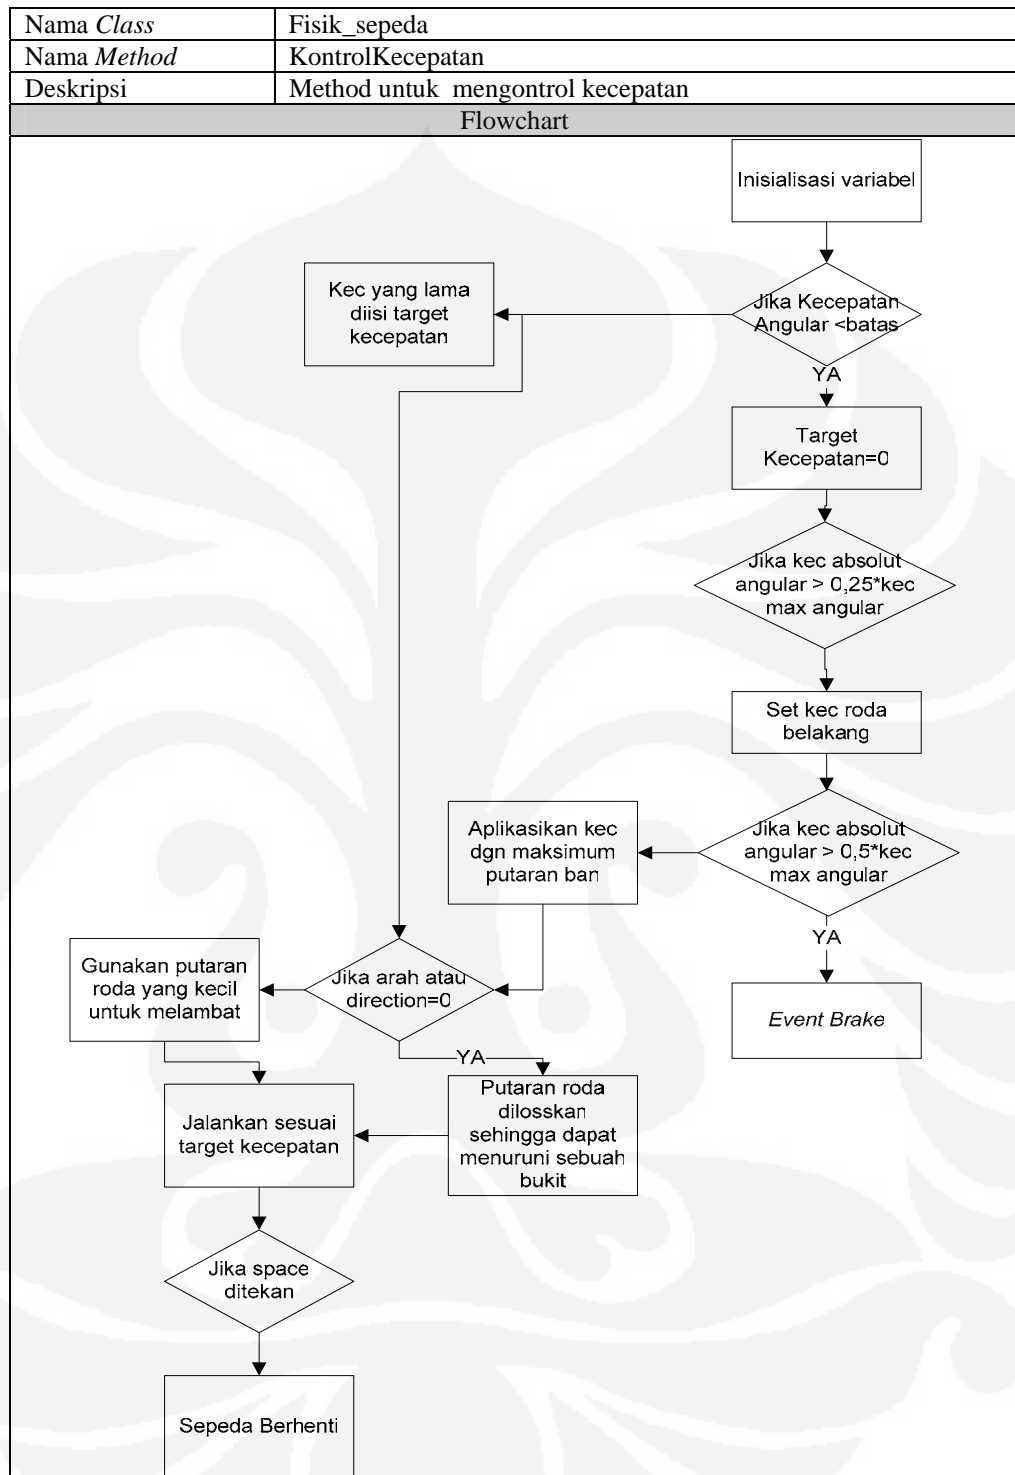 Nama Class
Fisik_sepeda
Nama Method
KontrolKecepatan
Deskripsi
Method untuk mengontrol kecepatan
Flowchart
Inisialisasi variabel
Jika Kecepatan
Angular <batas
Kec yang lama
diisi target
kecepatan
YA
Target
Kecepatan=0
Jika kec absolut
angular > 0,25*kec
max angular
Set kec roda
belakang
Jika kec absolut
angular > 0,5*kec
max angular
Aplikasikan kec
dgn maksimum
putaran ban
YA
Event Brake
Jika arah atau
direction=0
Gunakan putaran
roda yang kecil
untuk melambat
YA
Putaran roda
dilosskan
sehingga dapat
menuruni sebuah
bukit
Jalankan sesuai
target kecepatan
Jika space
ditekan
Sepeda Berhenti